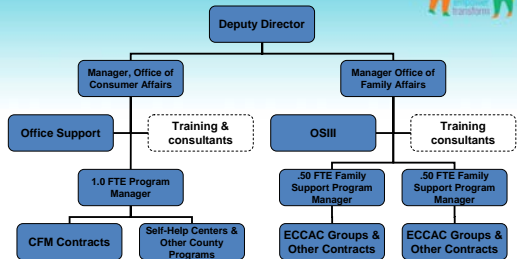 empower
transform
Deputy Director
Manager, Office of
Consumer Affairs
Manager Office of
Family Affairs
Office Support
Training &
consultants
OSIII
Training
consultants
1.0 FTE Program
Manager
.50 FTE Family
Support Program
Manager
.50 FTE Family
Support Program
Manager
CFM Contracts
Self-Help Centers &
Other County
Programs
ECCAC Groups &
Other Contracts
ECCAC Groups &
Other Contracts